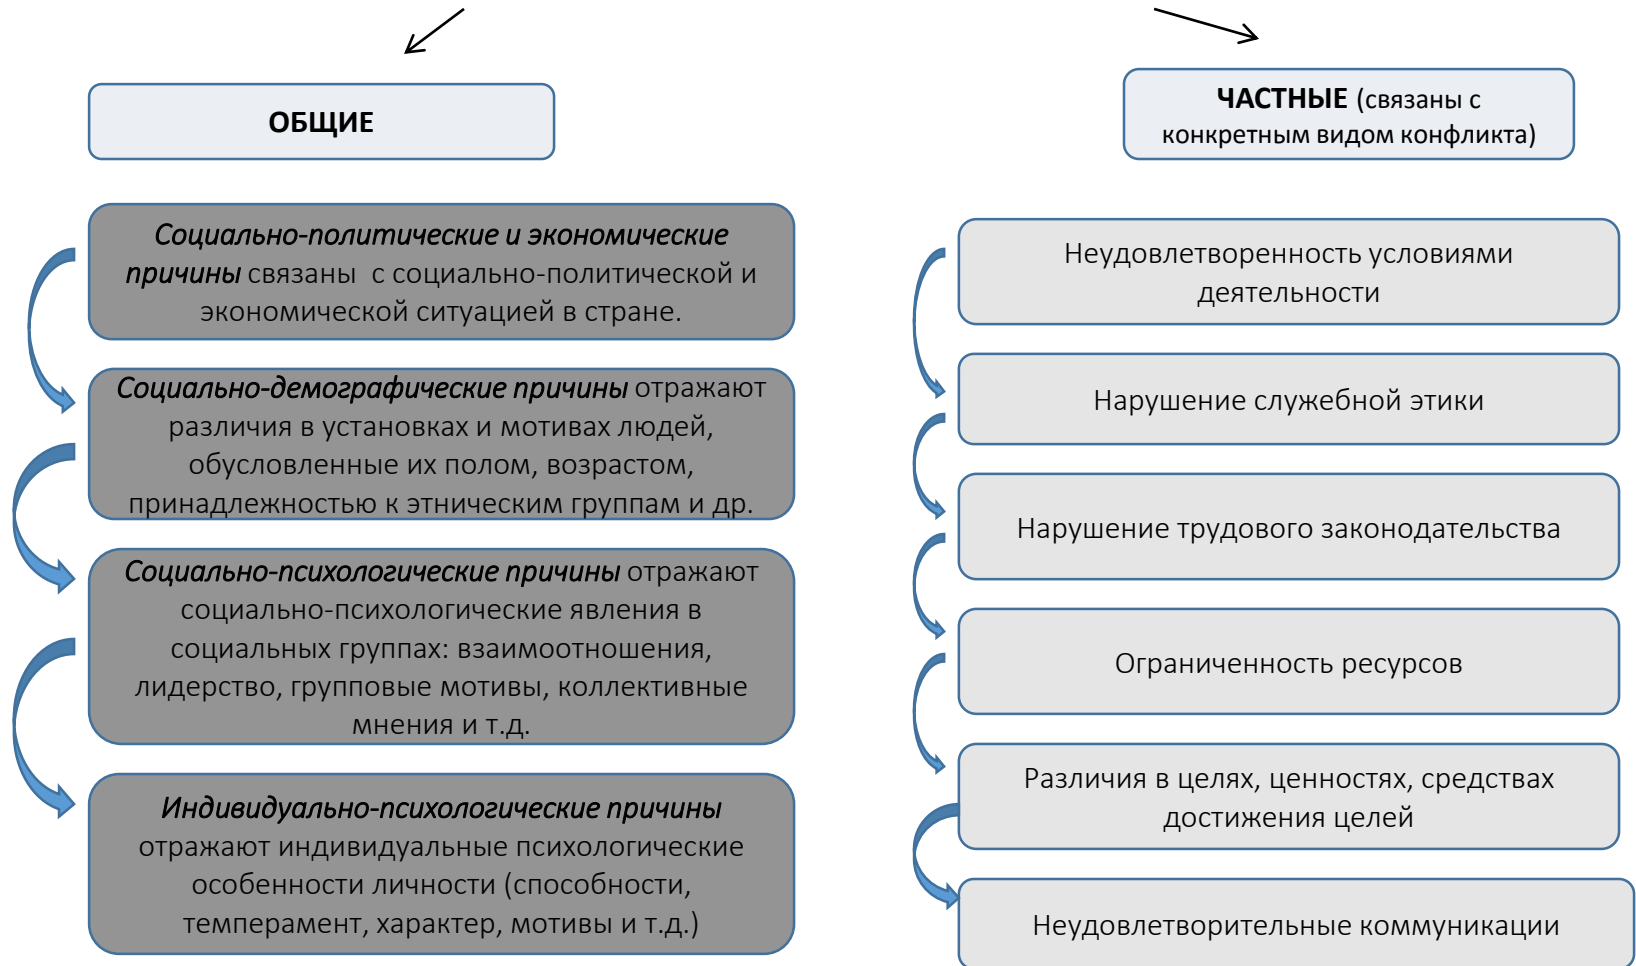 ОБЩИЕ
Социально-политические и экономические
причины связаны с социально-политической и
экономической ситуацией в стране.
Социально-демографические причины отражают
различия в установках и мотивах людей,
обусловленные их полом, возрастом,
принадлежностью к этническим группам и др.
Социально-психологические причины отражают
социально-психологические явления в
социальных группах: взаимоотношения,
лидерство, групповые мотивы, коллективные
мнения и т.д.
Индивидуально-психологические причины
отражают индивидуальные психологические
особенности личности (способности,
темперамент, характер, мотивы и т.д.)
ЧАСТНЫЕ (связаны с
конкретным видом конфликта)
Неудовлетворенность условиями
деятельности
Нарушение служебной этики
Нарушение трудового законодательства
Ограниченность ресурсов
Различия в целях, ценностях, средствах
достижения целей
Неудовлетворительные коммуникации